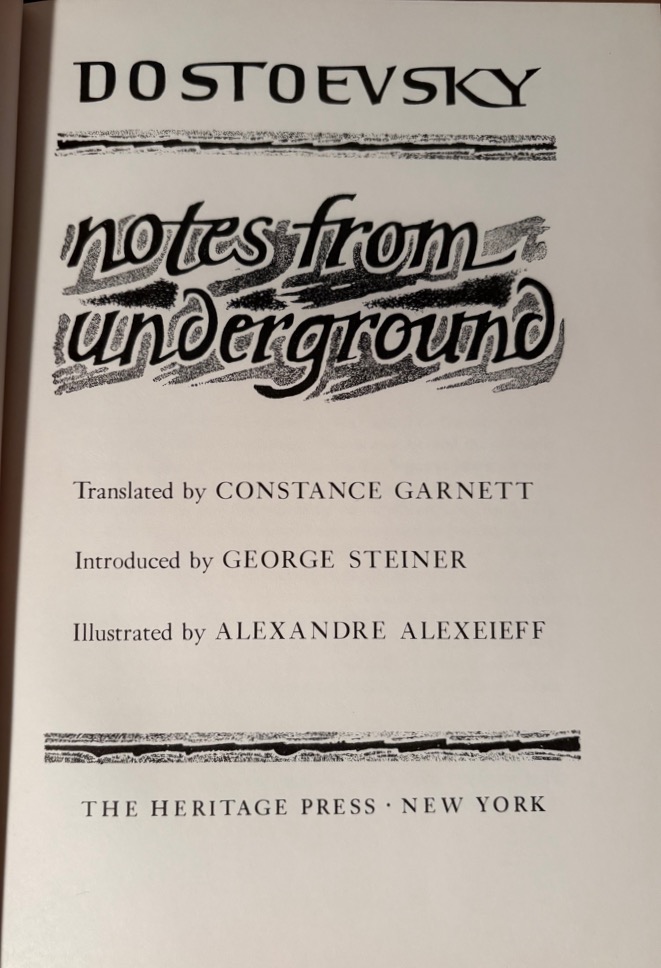 DOSTOEVSKY
notes from
underground
Translated by CONSTANCE GARNETT
Introduced by GEORGE STEINER
Illustrated by ALEXANDRE ALEXEIEFF
THE HERITAGE PRESS · NEW YORK